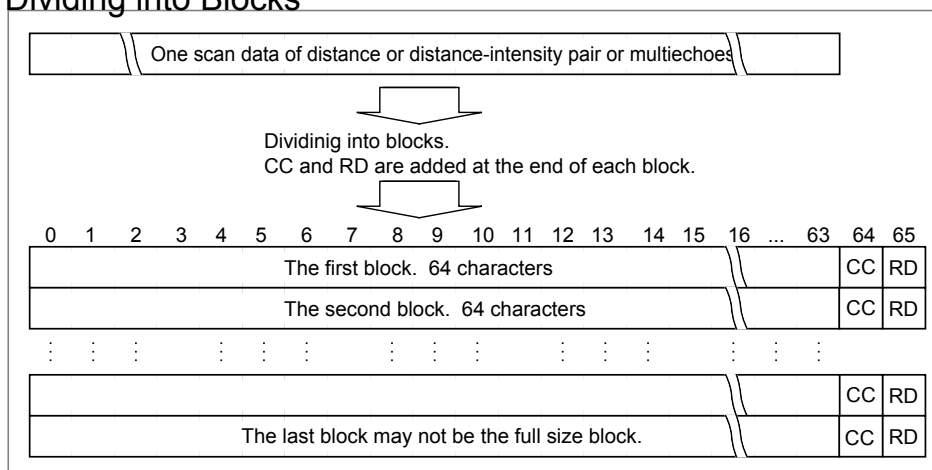 Dividing into Blocks
One scan data of distance or distance-intensity pair or multiechoes
Dividinig into blocks.
CC and RD are added at the end of each block.
0 1 2 3 4 5 6 7 8 9 10 11 12 13 14 15 16 ... 63 64 65
The first block. 64 characters CC RD
The second block. 64 characters CC RD
CC RD
The last block may not be the full size block. CC RD